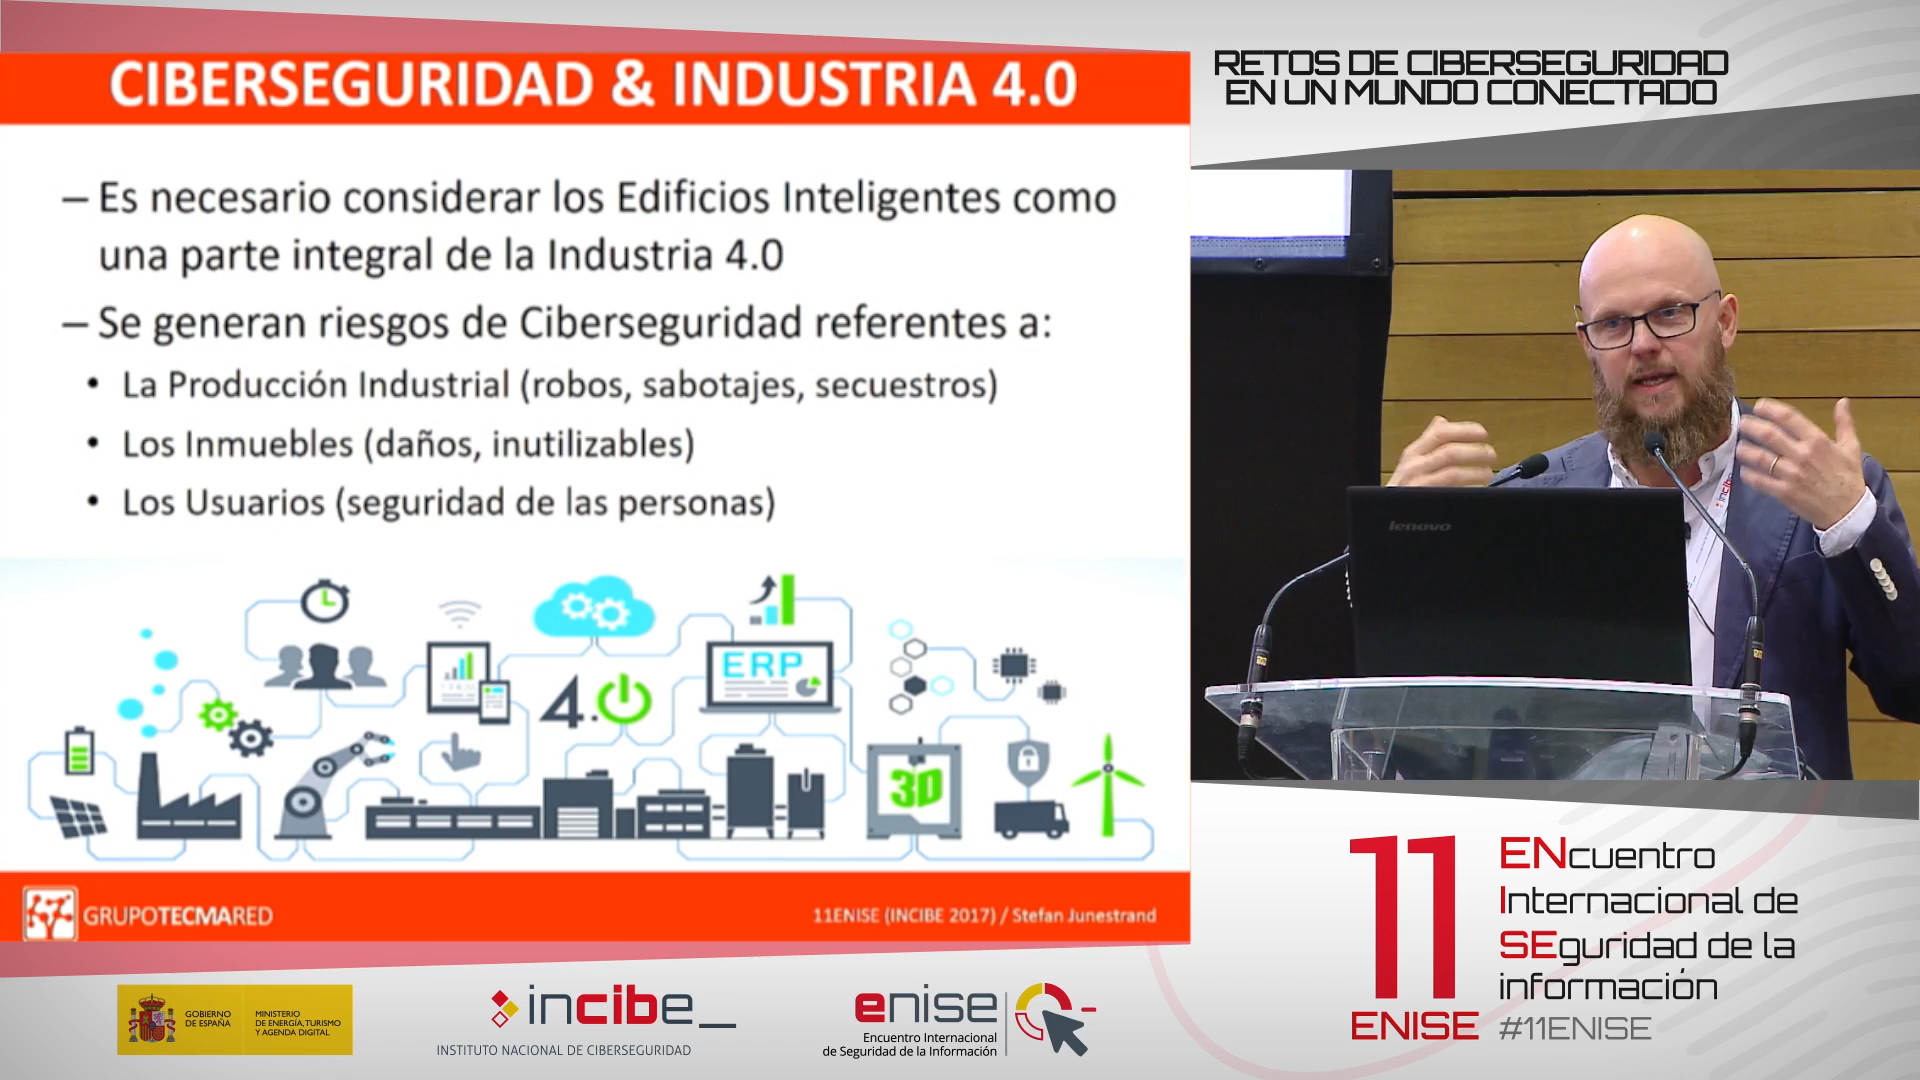 CIBERSEGURIDAD & INDUSTRIA 4.0
– Es necesario considerar los Edificios Inteligentes como
una parte integral de la Industria 4.0
– Se generan riesgos de Ciberseguridad referentes a:
• La Producción Industrial (robos, sabotajes, secuestros)
• Los Inmuebles (daños, inutilizables)
• Los Usuarios (seguridad de las personas)
4.0
ERP
3D
GRUPOTECMARED
11ENISE (INCIBE 2017) / Stefan Junestrand
RETOS DE CIBERSEGURIDAD
EN UN MUNDO CONECTADO
lenovo
incibe
GOBIERNO
DE ESPAÑA
MINISTERIO
DE ENERGÍA, TURISMO
Y AGENDA DIGITAL
incibe_
INSTITUTO NACIONAL DE CIBERSEGURIDAD
enise
Encuentro Internacional
de Seguridad de la Información
11
ENISE
ENcuentro
Internacional de
SEguridad de la
información
#11ENISE